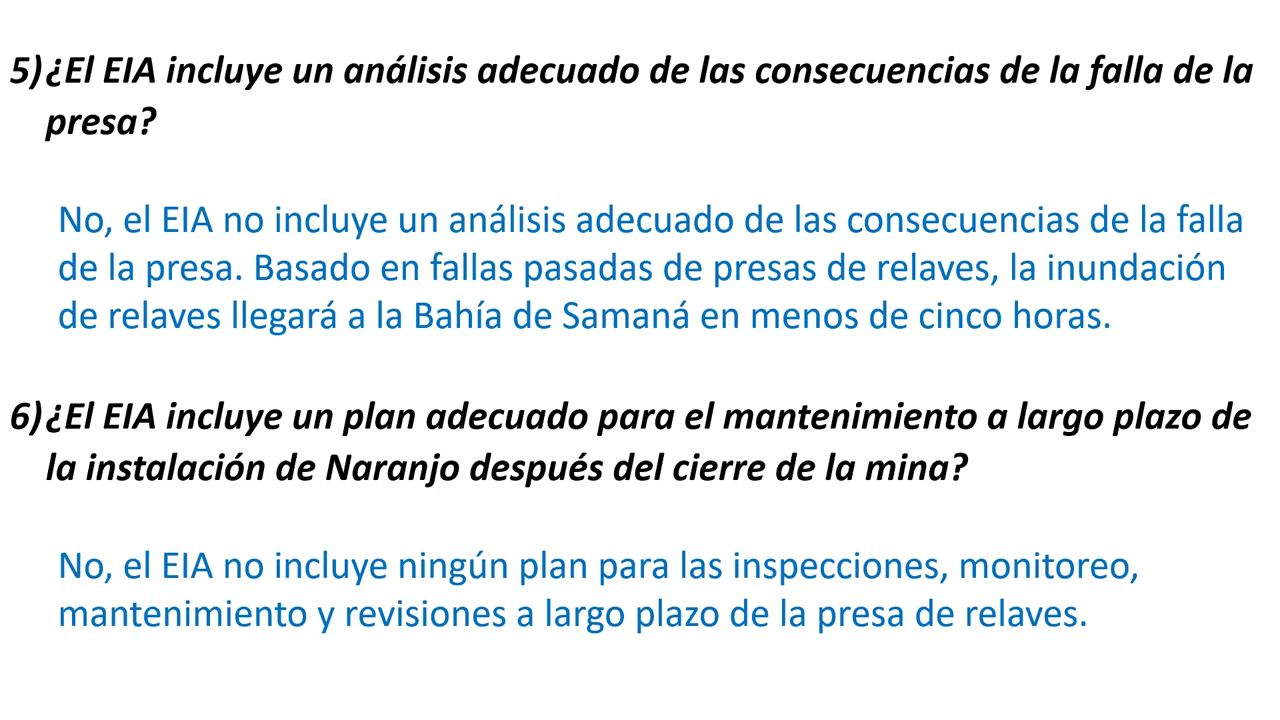 5) ¿El EIA incluye un análisis adecuado de las consecuencias de la falla de la
presa?
No, el EIA no incluye un análisis adecuado de las consecuencias de la falla
de la presa. Basado en fallas pasadas de presas de relaves, la inundación
de relaves llegará a la Bahía de Samaná en menos de cinco horas.
6) ¿El EIA incluye un plan adecuado para el mantenimiento a largo plazo de
la instalación de Naranjo después del cierre de la mina?
No, el EIA no incluye ningún plan para las inspecciones, monitoreo,
mantenimiento y revisiones a largo plazo de la presa de relaves.